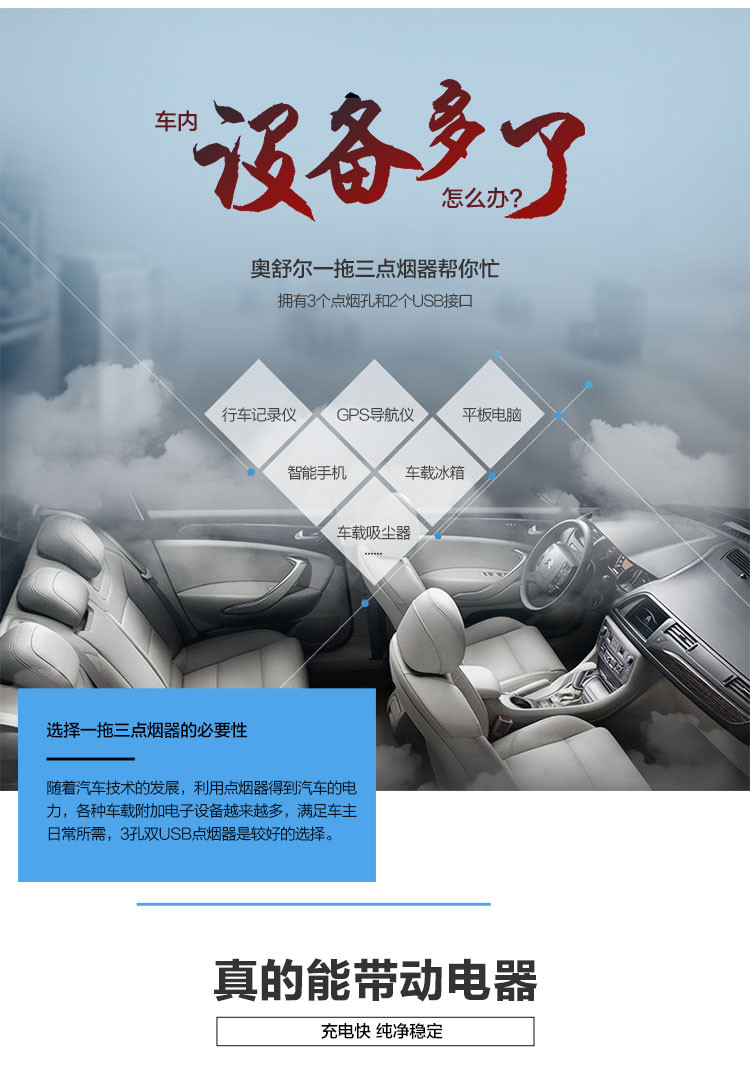 车内
设备多了
怎么办?
奥舒尔一拖三点烟器帮你忙
拥有3个点烟孔和2个USB接口
行车记录仪
GPS导航仪
平板电脑
智能手机
车载冰箱
车载吸尘器
......
选择一拖三点烟器的必要性
随着汽车技术的发展，利用点烟器得到汽车的电
力，各种车载附加电子设备越来越多，满足车主
日常所需，3孔双USB点烟器是较好的选择。
真的能带动电器
充电快 纯净稳定